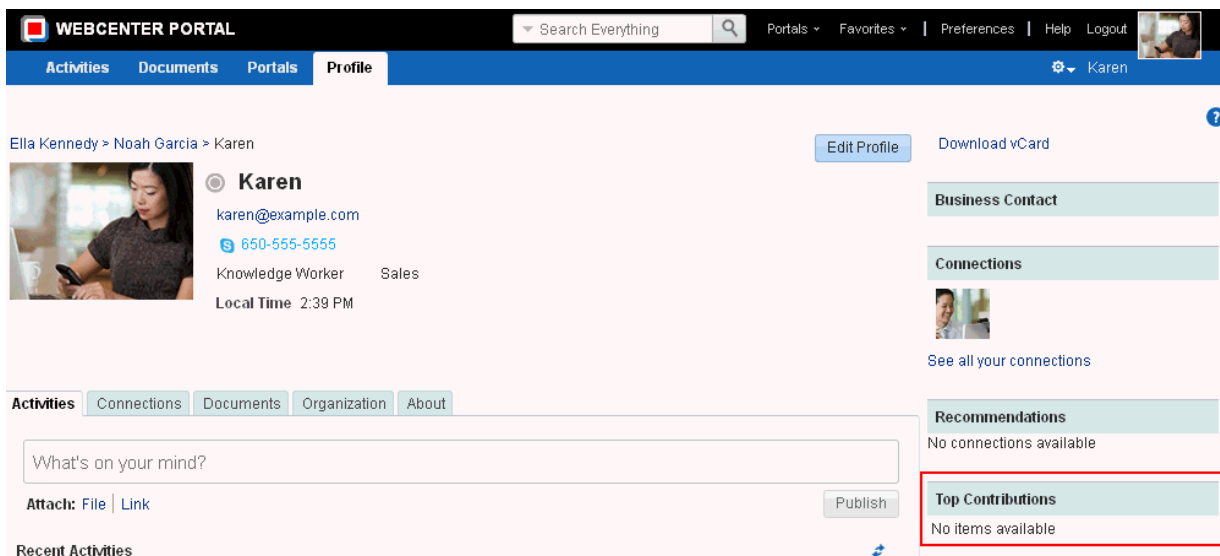 WEBCENTER PORTAL
Search Everything
Portals Favorites | Preferences | Help Logout
Activities Documents Portals Profile
Karen
Ella Kennedy > Noah Garcia > Karen
Edit Profile
Download vCard
Karen
karen@example.com
650-555-5555
Knowledge Worker Sales
Local Time 2:39 PM
Business Contact
Connections
See all your connections
Recommendations
No connections available
Top Contributions
No items available
Activities Connections Documents Organization About
What's on your mind?
Attach: File | Link
Publish
Recent Activities